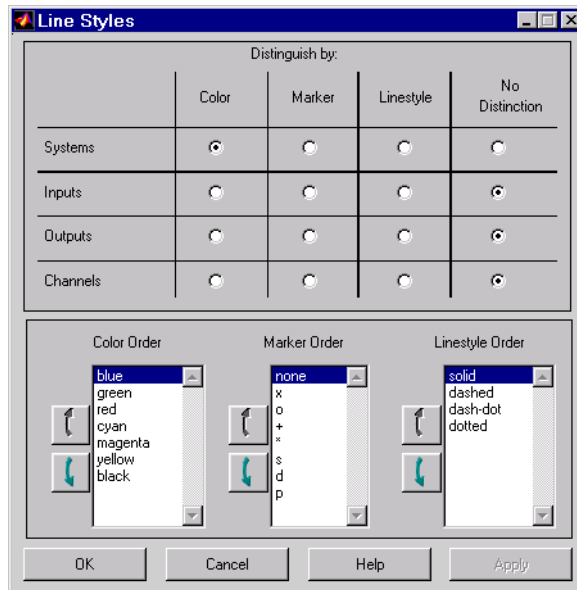 Line Styles
Distinguish by:
Color Marker Linestyle No Distinction
Systems
Inputs
Outputs
Channels
Color Order
blue
green
red
cyan
magenta
yellow
black
Marker Order
none
x
o
+
*
s
d
p
Linestyle Order
solid
dashed
dash-dot
dotted
OK Cancel Help Apply